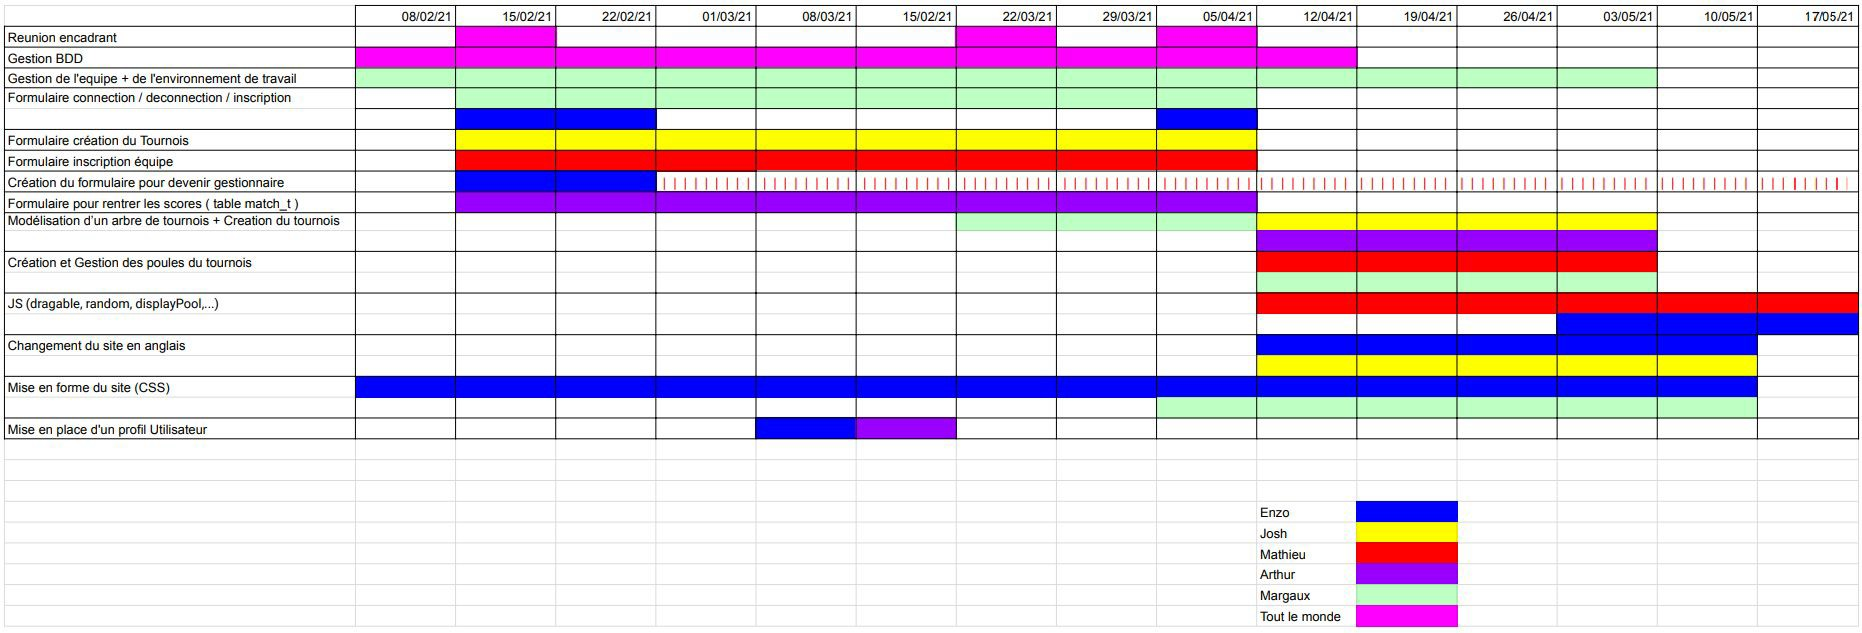 08/02/21 15/02/21 22/02/21 01/03/21 08/03/21 15/02/21 22/03/21 29/03/21 05/04/21 12/04/21 19/04/21 26/04/21 03/05/21 10/05/21 17/05/21
Reunion encadrant
Gestion BDD
Gestion de l'equipe + de l'environnement de travail
Formulaire connection / deconnection / inscription
Formulaire création du Tournois
Formulaire inscription équipe
Création du formulaire pour devenir gestionnaire
Formulaire pour rentrer les scores ( table match_t )
Modélisation d'un arbre de tournois + Creation du tournois
Création et Gestion des poules du tournois
JS (dragable, random, displayPool,...)
Changement du site en anglais
Mise en forme du site (CSS)
Mise en place d'un profil Utilisateur
Enzo
Josh
Mathieu
Arthur
Margaux
Tout le monde